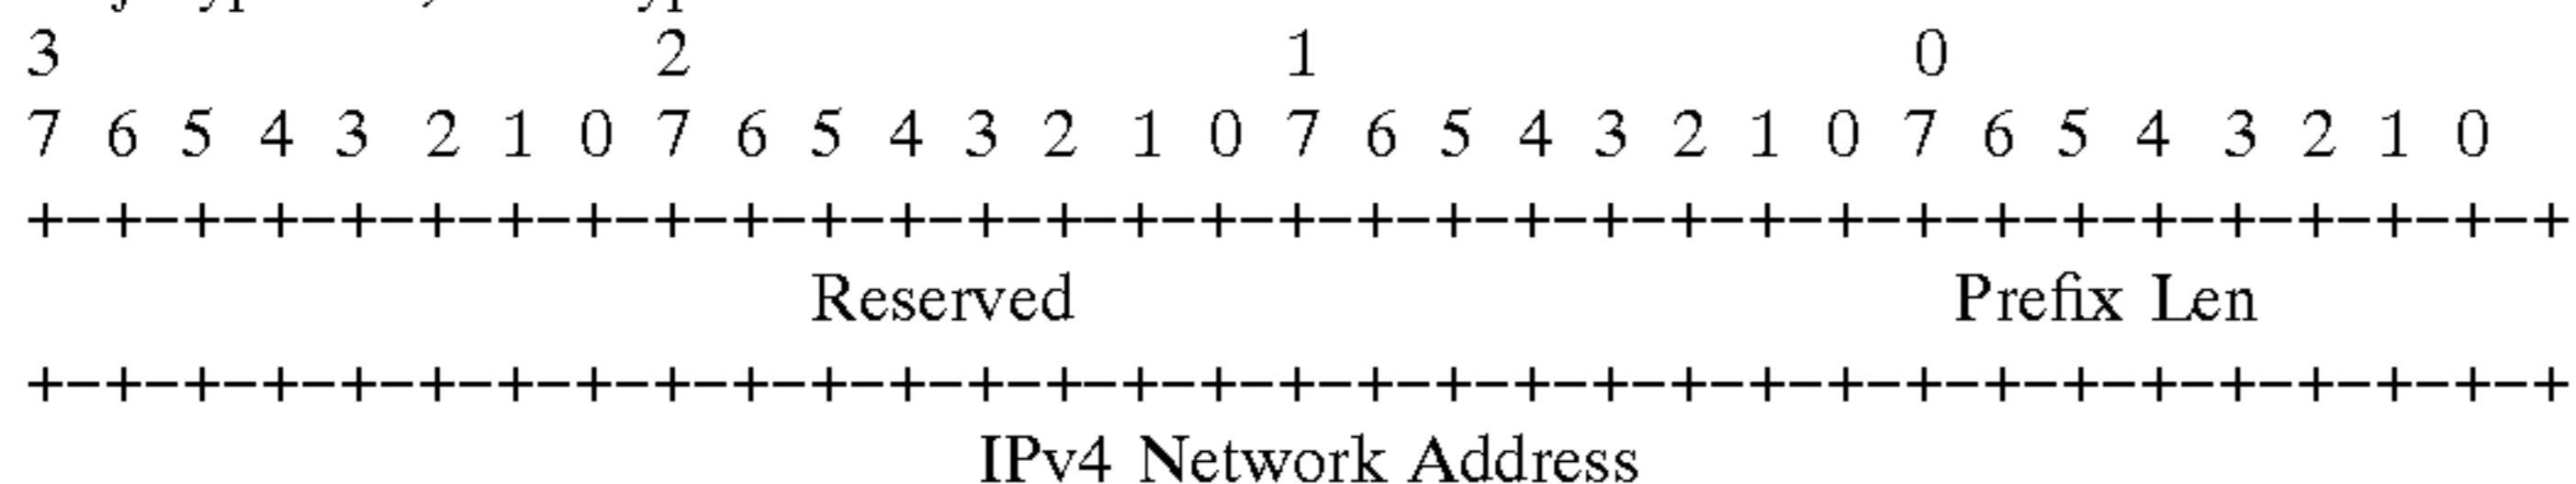 3 2 1 0
7 6 5 4 3 2 1 0 7 6 5 4 3 2 1 0 7 6 5 4 3 2 1 0 7 6 5 4 3 2 1 0
+-+-+-+-+-+-+-+-+-+-+-+-+-+-+-+-+-+-+-+-+-+-+-+-+-+-+-+-+-+-+-+-+
Reserved Prefix Len
+-+-+-+-+-+-+-+-+-+-+-+-+-+-+-+-+-+-+-+-+-+-+-+-+-+-+-+-+-+-+-+-+
IPv4 Network Address